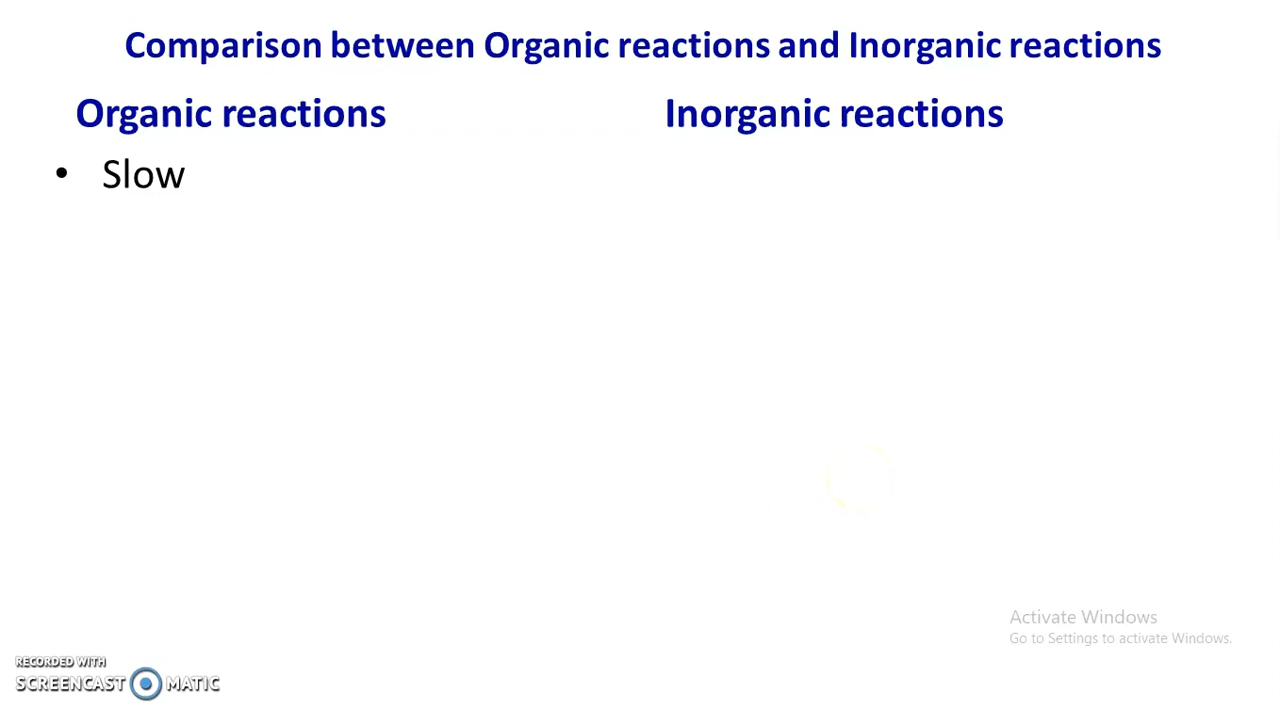 Comparison between Organic reactions and Inorganic reactions
Organic reactions
Inorganic reactions
• Slow
Activate Windows
Go to Settings to activate Windows.
RECORDED WITH
SCREENCAST MATIC